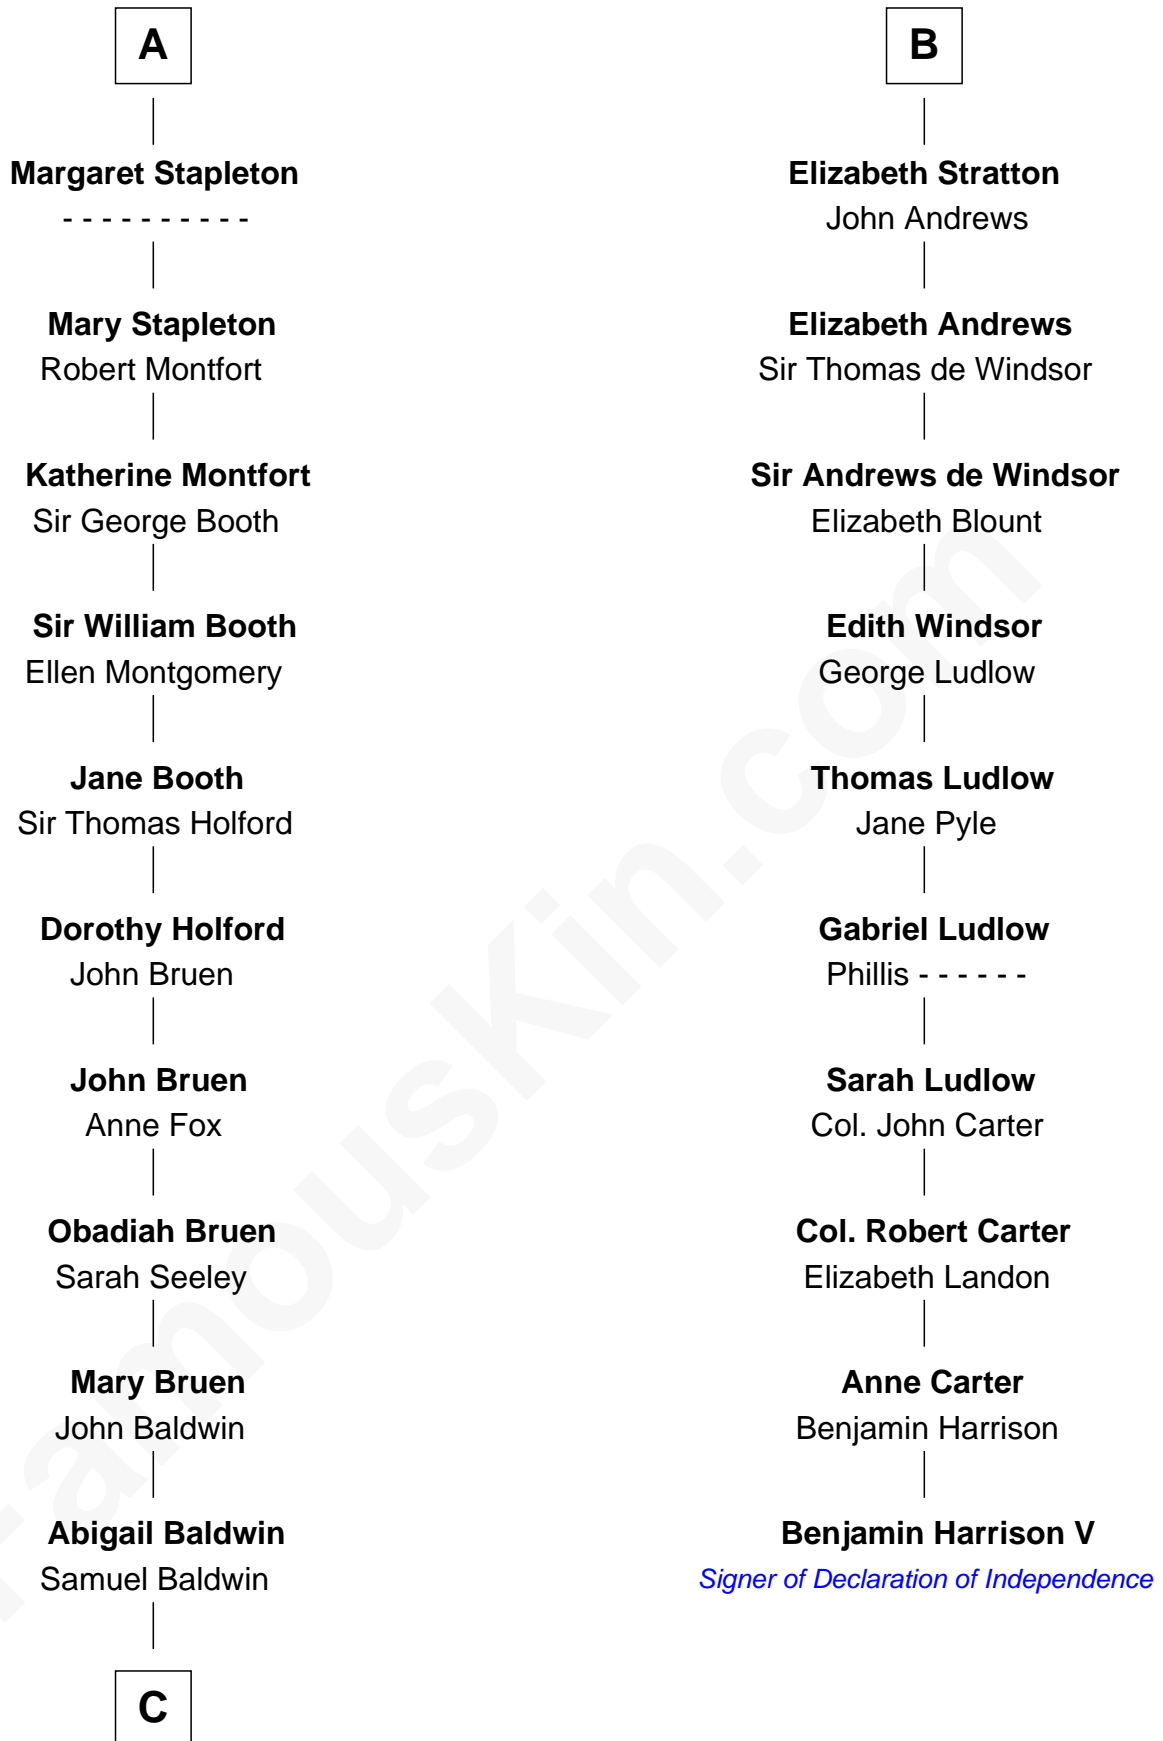 A
Margaret Stapleton
- - - - - - - - - -
Mary Stapleton
Robert Montfort
Katherine Montfort
Sir George Booth
Sir William Booth
Ellen Montgomery
Jane Booth
Sir Thomas Holford
Dorothy Holford
John Bruen
John Bruen
Anne Fox
Obadiah Bruen
Sarah Seeley
Mary Bruen
John Baldwin
Abigail Baldwin
Samuel Baldwin
C
B
Elizabeth Stratton
John Andrews
Elizabeth Andrews
Sir Thomas de Windsor
Sir Andrews de Windsor
Elizabeth Blount
Edith Windsor
George Ludlow
Thomas Ludlow
Jane Pyle
Gabriel Ludlow
Phillis - - - - - -
Sarah Ludlow
Col. John Carter
Col. Robert Carter
Elizabeth Landon
Anne Carter
Benjamin Harrison
Benjamin Harrison V
Signer of Declaration of Independence
FamousKin.com